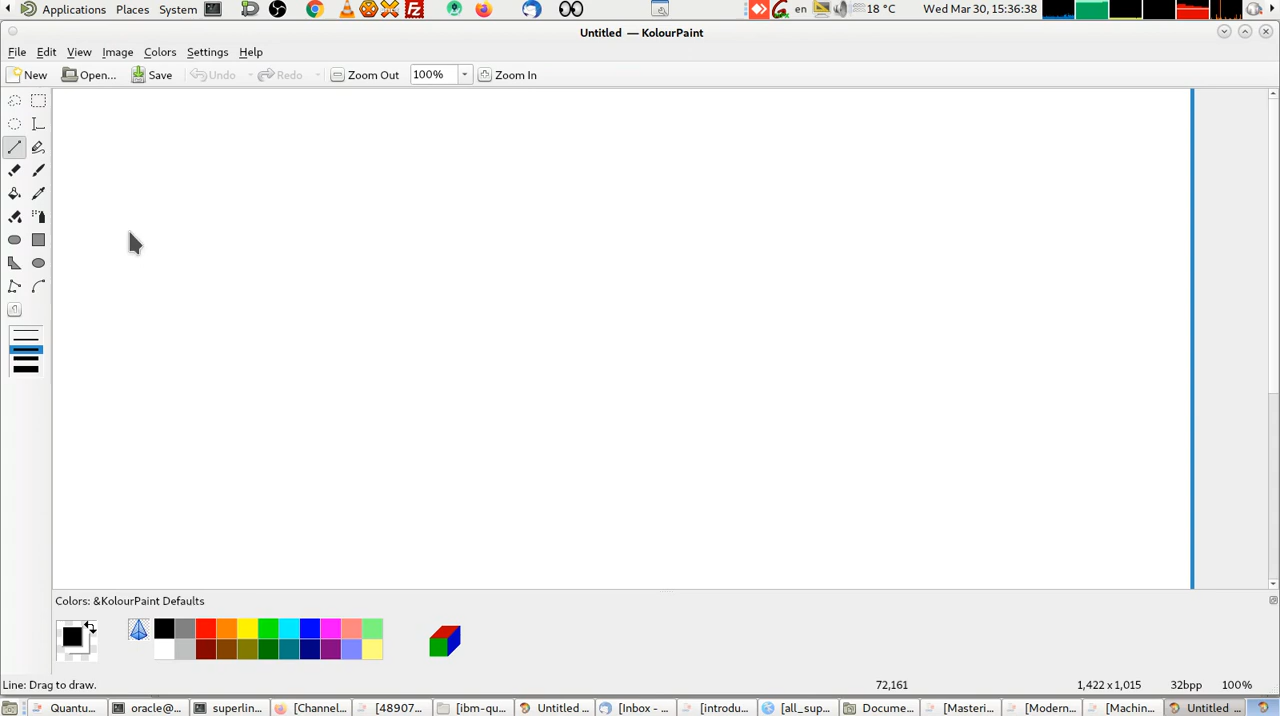 Applications Places System en 18 °C Wed Mar 30, 15:36:38
Untitled — KolourPaint
File Edit View Image Colors Settings Help
New Open... Save Undo Redo Zoom Out 100% Zoom In
Colors: &KolourPaint Defaults
Line: Drag to draw. 72,161 1,422 x 1,015 32bpp 100%
Quantu... oracle@... superlin... [Channel... [48907... [ibm-qu... Untitled ... [Inbox - ... [introdu... [all_sup... Docume... [Masteri... [Modern... [Machin... Untitled ...